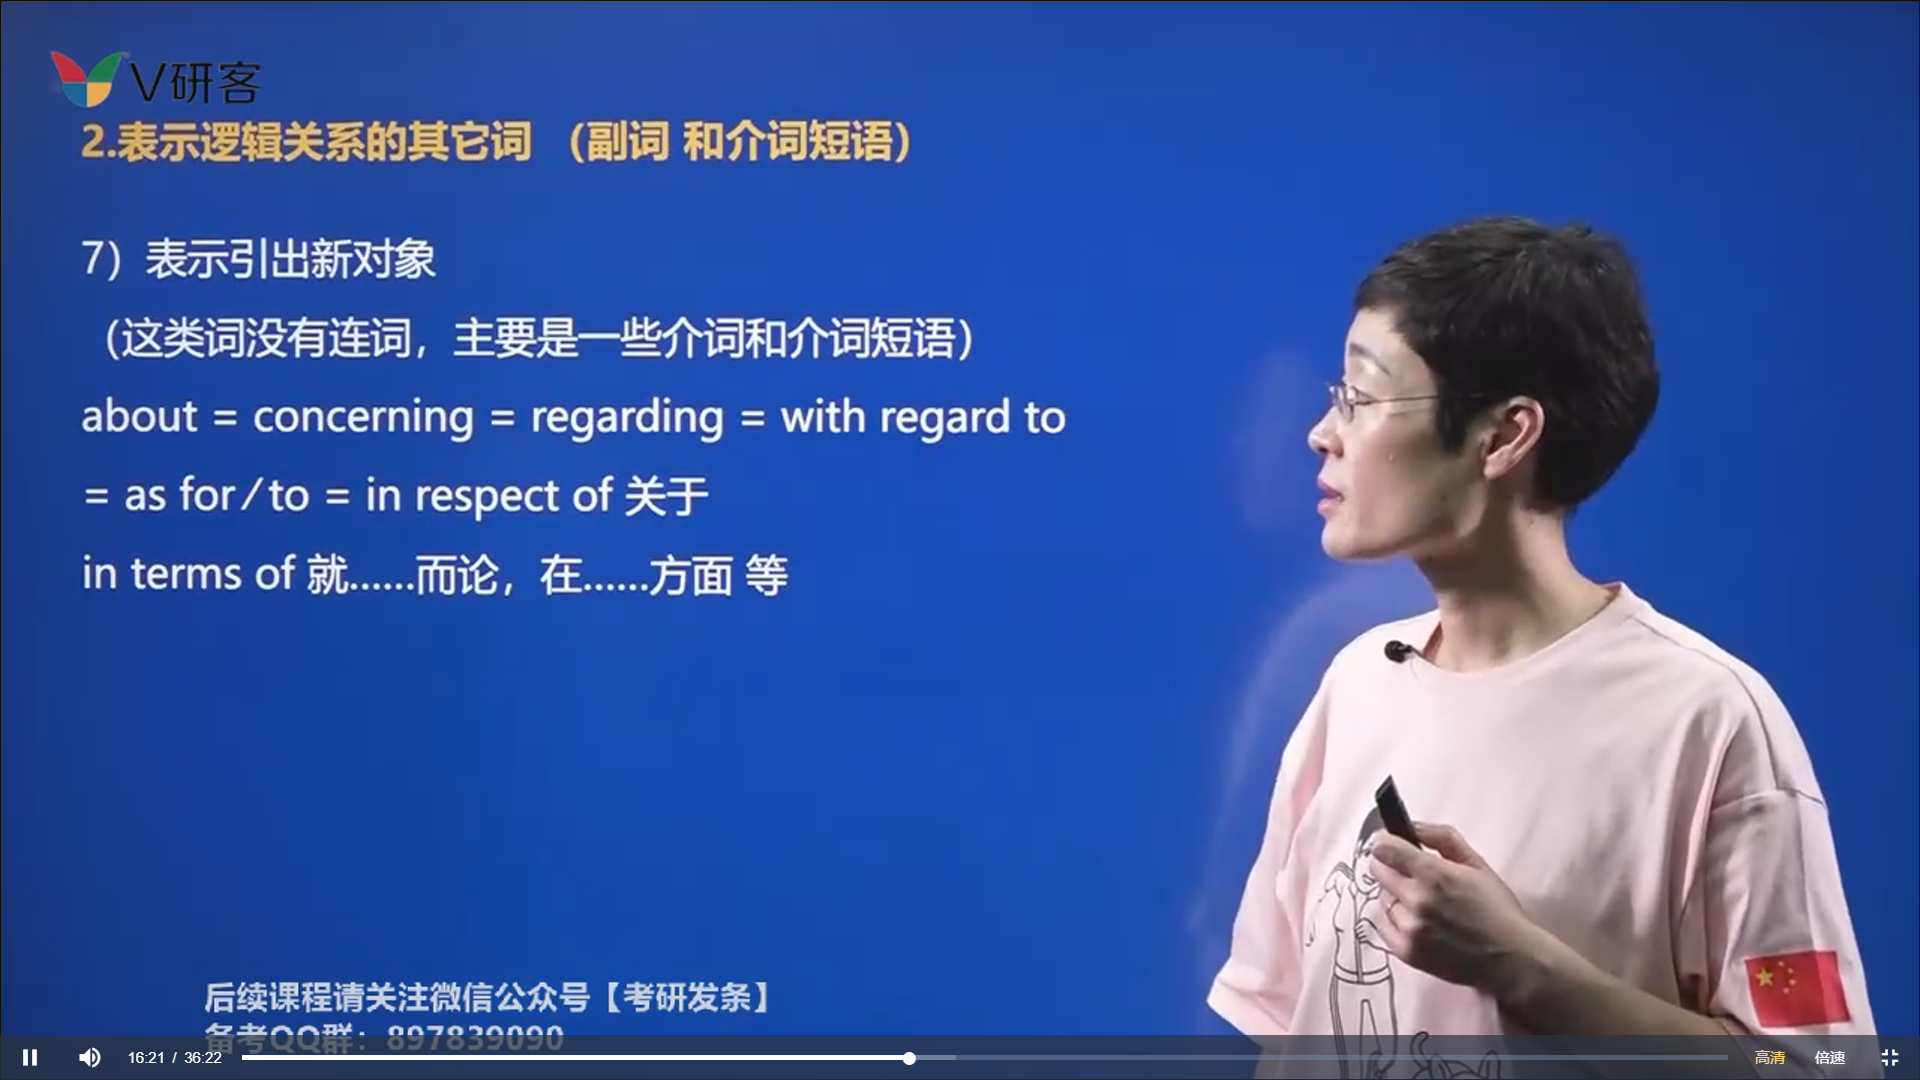 V研客
2.表示逻辑关系的其它词 （副词 和介词短语）
7）表示引出新对象
（这类词没有连词，主要是一些介词和介词短语）
about = concerning = regarding = with regard to
= as for/to = in respect of 关于
in terms of 就……而论，在……方面 等
后续课程请关注微信公众号【考研发条】
备考QQ群：897839090
16:21 / 36:22
高清
倍速